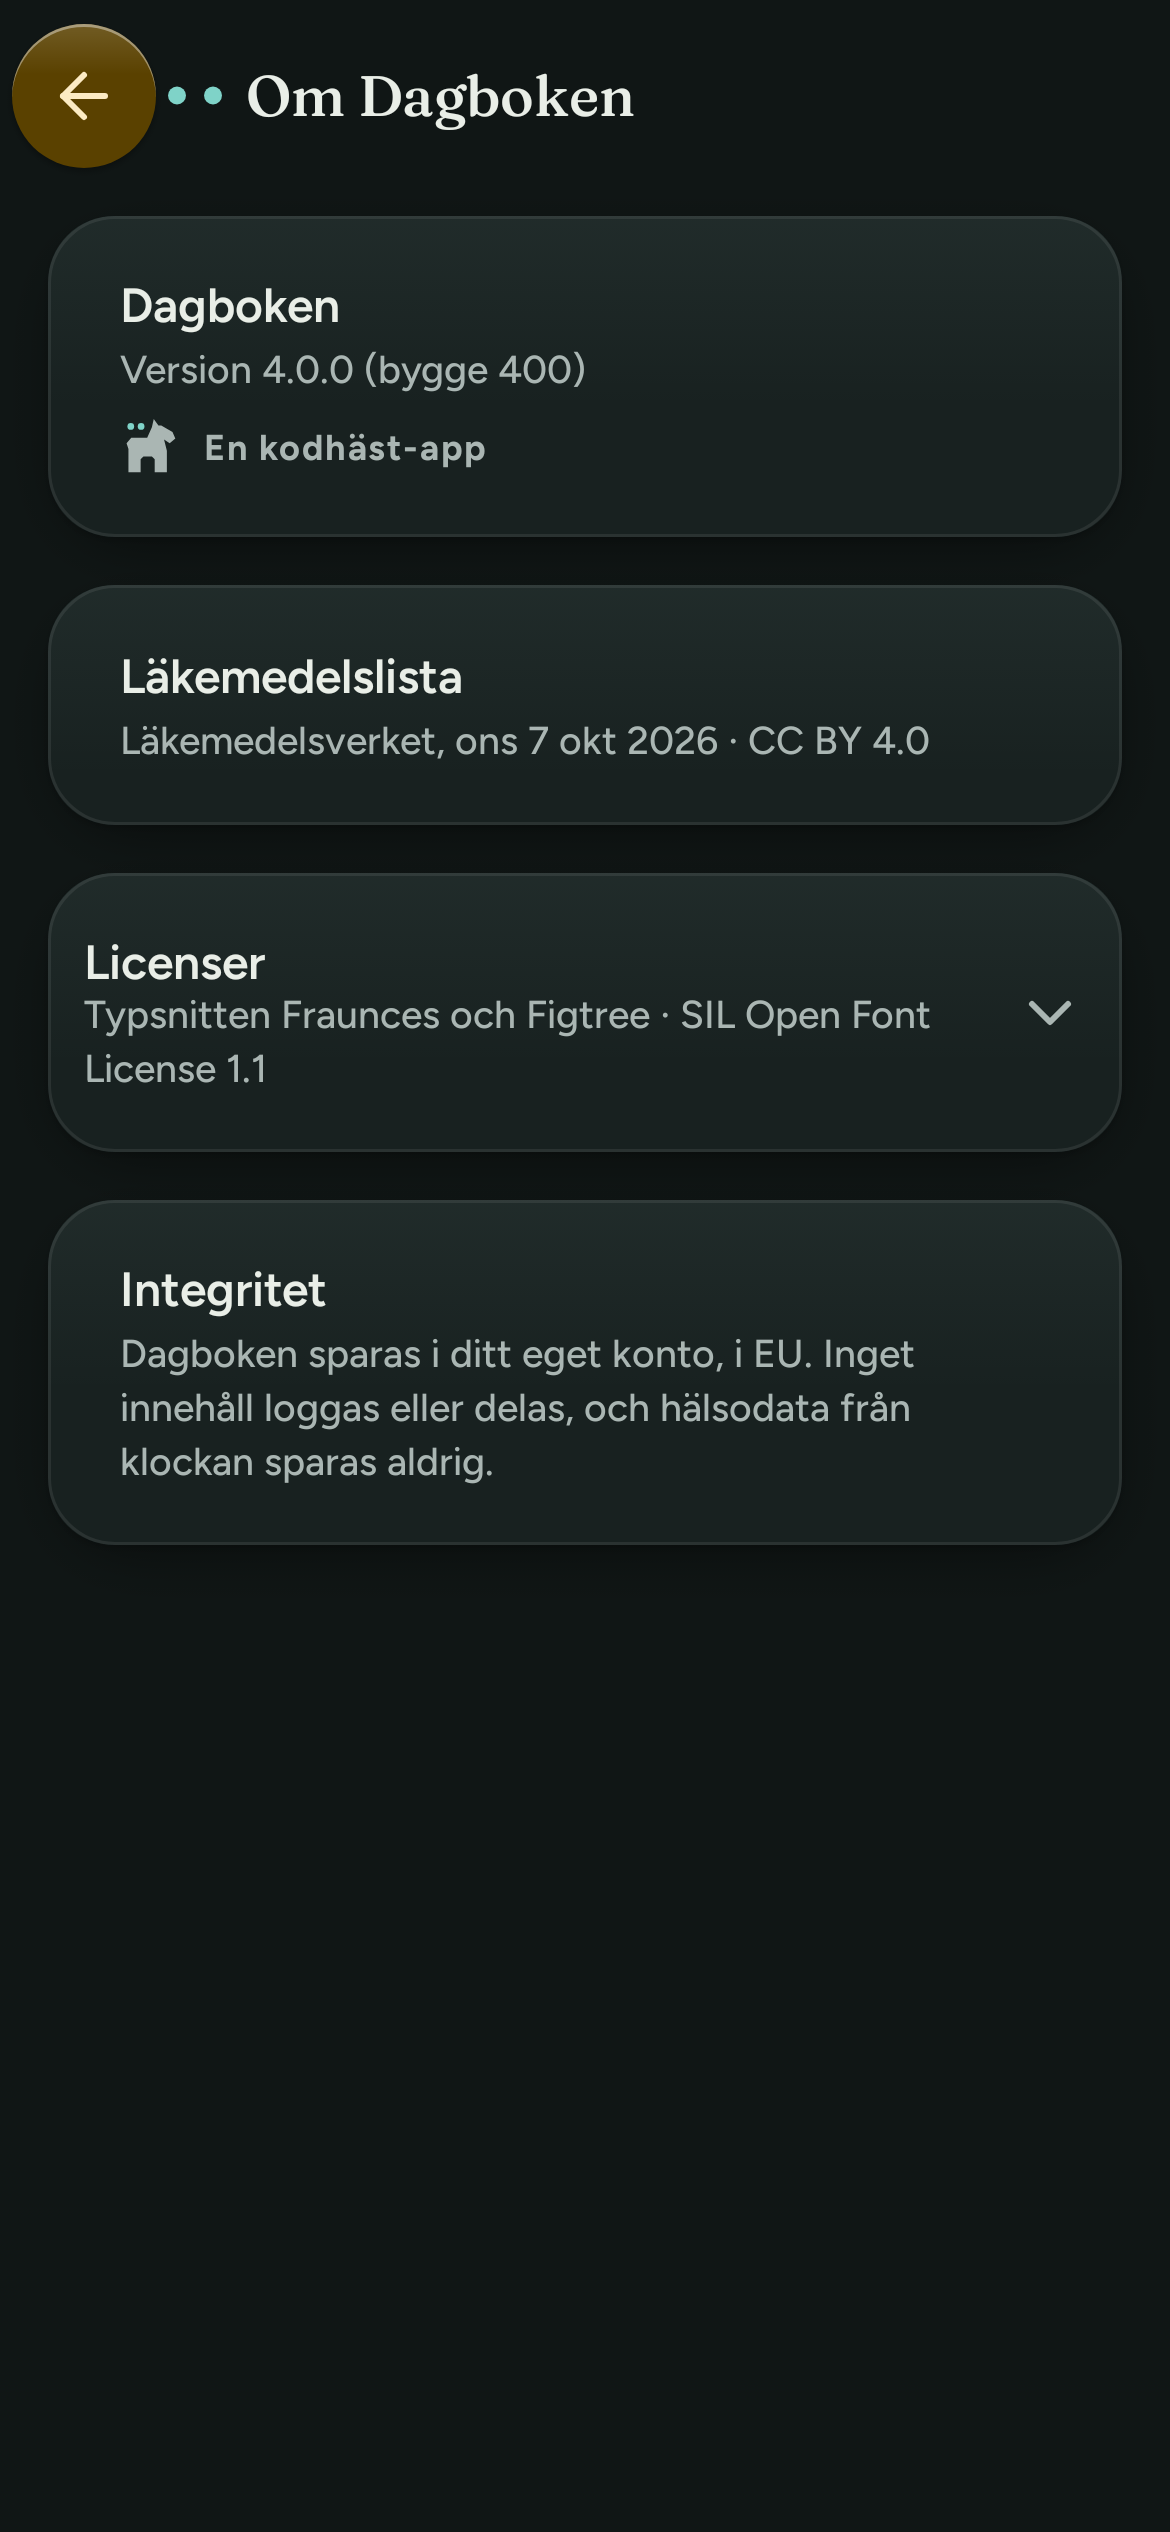 Om Dagboken
Dagboken
Version 4.0.0 (bygge 400)
En kodhäst-app
Läkemedelslista
Läkemedelsverket, ons 7 okt 2026 · CC BY 4.0
Licenser
Typsnitten Fraunces och Figtree · SIL Open Font
License 1.1
Integritet
Dagboken sparas i ditt eget konto, i EU. Inget
innehåll loggas eller delas, och hälsodata från
klockan sparas aldrig.